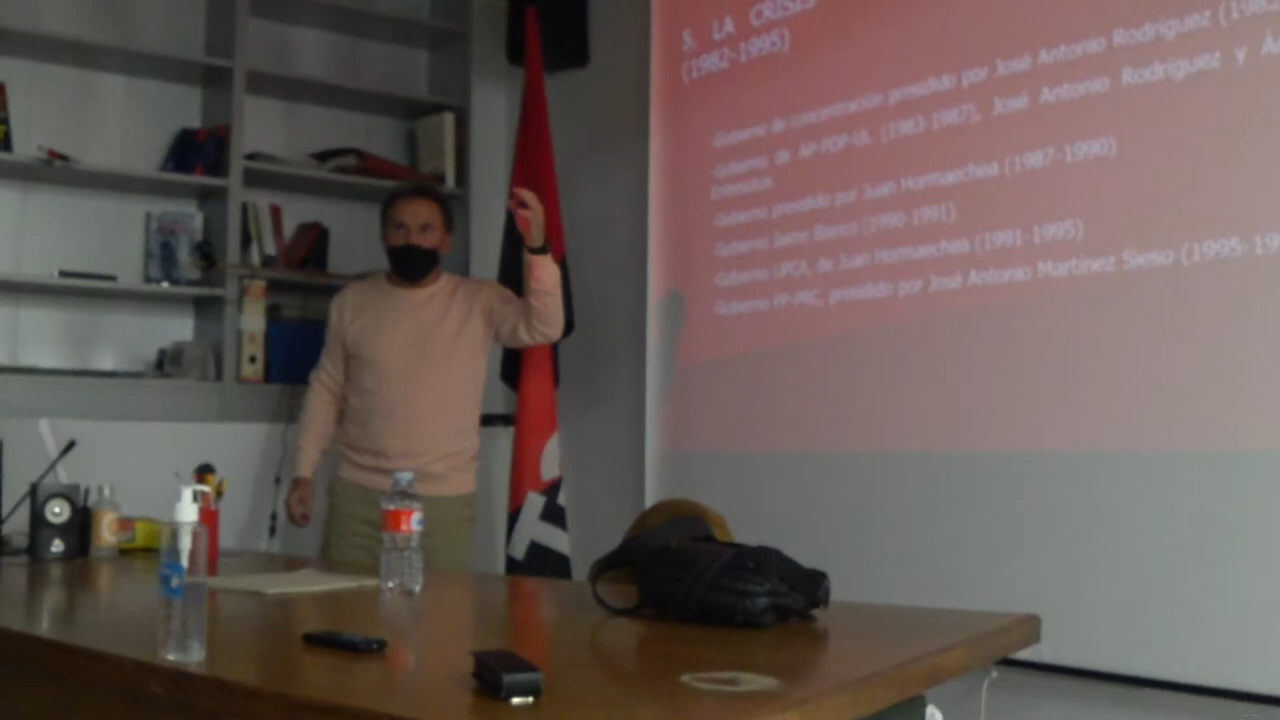 5. LA CRISIS
(1982-1995)
-Gobierno de concentración presidido por José Antonio Rodríguez (1982
-Gobierno de AP-PDP-UL (1983-1987), José Antonio Rodríguez y
-Gobierno presidido por Juan Hormaechea (1987-1990)
-Gobierno Jaime Blanco (1990-1991)
-Gobierno UPCA, de Juan Hormaechea (1991-1995)
-Gobierno PP-PRC, presidido por José Antonio Martínez Sieso (1995-19
T